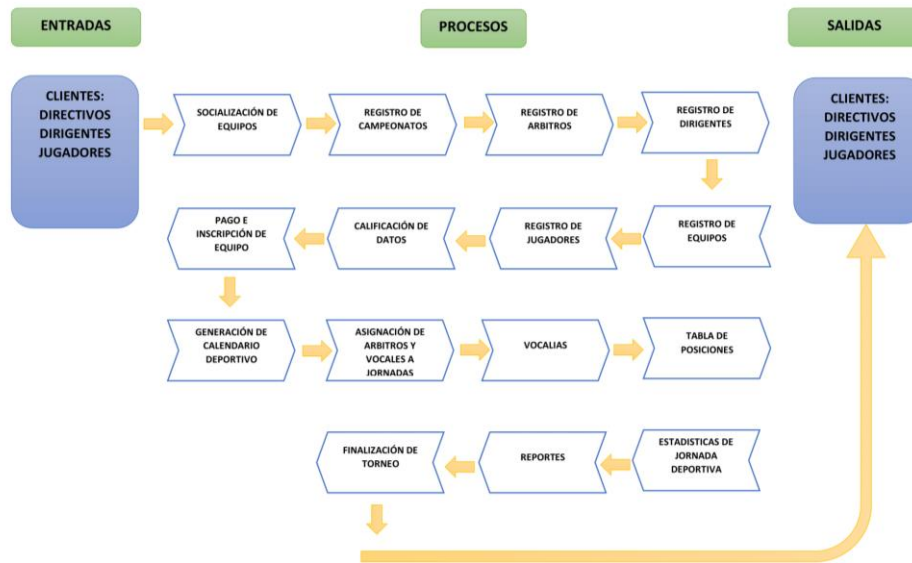 ENTRADAS
PROCESOS
SALIDAS
CLIENTES:
DIRECTIVOS
DIRIGENTES
JUGADORES
SOCIALIZACIÓN DE
EQUIPOS
REGISTRO DE
CAMPEONATOS
REGISTRO DE
ARBITROS
REGISTRO DE
DIRIGENTES
CLIENTES:
DIRECTIVOS
DIRIGENTES
JUGADORES
PAGO E
INSCRIPCIÓN DE
EQUIPO
CALIFICACIÓN DE
DATOS
REGISTRO DE
JUGADORES
REGISTRO DE
EQUIPOS
GENERACIÓN DE
CALENDARIO
DEPORTIVO
ASIGNACIÓN DE
ARBITROS Y
VOCALES A
JORNADAS
VOCALIAS
TABLA DE
POSICIONES
FINALIZACIÓN DE
TORNEO
REPORTES
ESTADISTICAS DE
JORNADA
DEPORTIVA